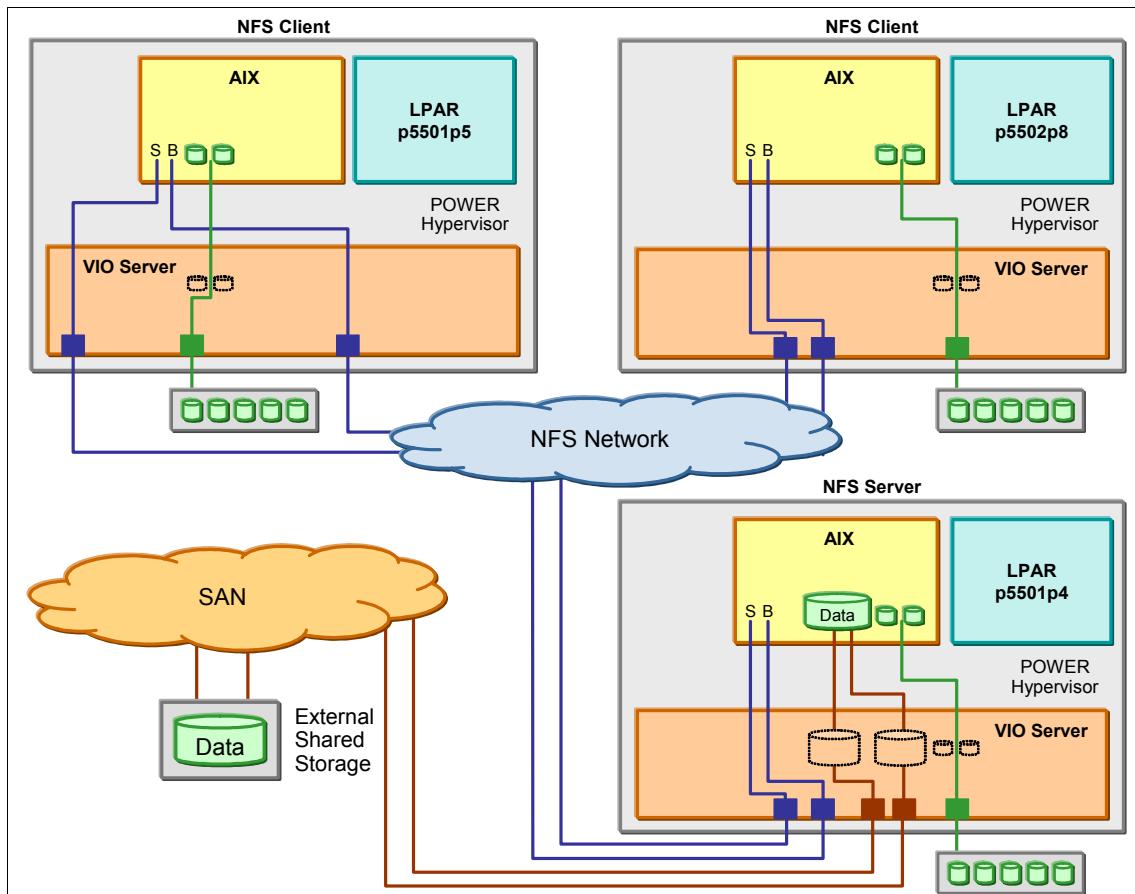 NFS Client
AIX
LPAR
p5501p5
S B
POWER
Hypervisor
VIO Server
NFS Client
AIX
LPAR
p5502p8
S B
POWER
Hypervisor
VIO Server
NFS Network
NFS Server
AIX
LPAR
p5501p4
S B
Data
POWER
Hypervisor
VIO Server
SAN
Data
External
Shared
Storage